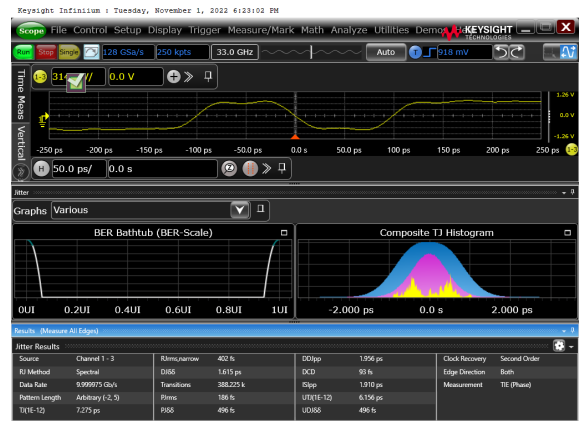 Keysight Infiniium : Tuesday, November 1, 2022 6:23:02 PM
Scope File Control Setup Display Trigger Measure/Mark Math Analyze Utilities KEYSIGHT TECHNOLOGIES
Run Stop Single 128 GSa/s 250 kpts 33.0 GHz Auto 918 mV
Time Meas Vertical
1-3 0.0 V
1.26 V
0.0 V
-1.26 V
-250 ps -200 ps -150 ps -100 ps -50.0 ps 0.0 s 50.0 ps 100 ps 150 ps 200 ps 250 ps 1-3
H 50.0 ps/ 0.0 s
Jitter
Graphs Various
BER Bathtub (BER-Scale) Composite TJ Histogram
0UI 0.2UI 0.4UI 0.6UI 0.8UI 1UI -2.000 ps 0.0 s 2.000 ps
Results (Measure All Edges)
Jitter Results
Source Channel 1 - 3 RJrms,narrow 402 fs DDJpp 1.956 ps Clock Recovery Second Order
RJ Method Spectral DJδδ 1.615 ps DCD 93 fs Edge Direction Both
Data Rate 9.999975 Gb/s Transitions 388.225 k ISIpp 1.910 ps Measurement TIE (Phase)
Pattern Length Arbitrary (-2, 5) PJrms 186 fs UTJ(1E-12) 6.156 ps
TJ(1E-12) 7.275 ps PJδδ 496 fs UDJδδ 496 fs